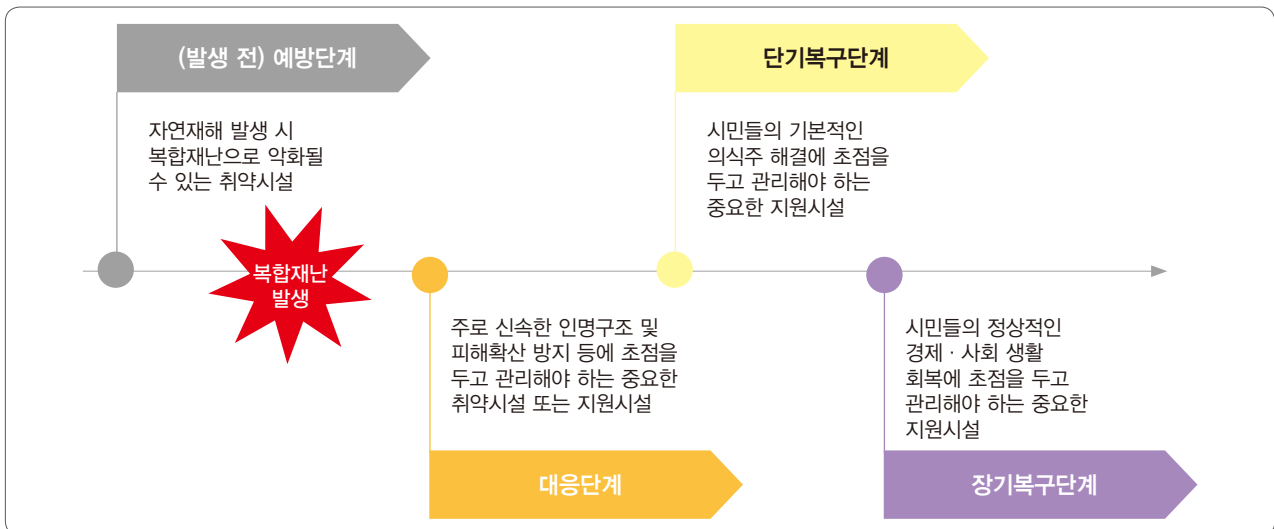 (발생 전) 예방단계
자연재해 발생 시
복합재난으로 악화될
수 있는 취약시설
복합재난
발생
주로 신속한 인명구조 및
피해확산 방지 등에 초점을
두고 관리해야 하는 중요한
취약시설 또는 지원시설
대응단계
단기복구단계
시민들의 기본적인
의식주 해결에 초점을
두고 관리해야 하는
중요한 지원시설
시민들의 정상적인
경제 · 사회 생활
회복에 초점을 두고
관리해야 하는 중요한
지원시설
장기복구단계